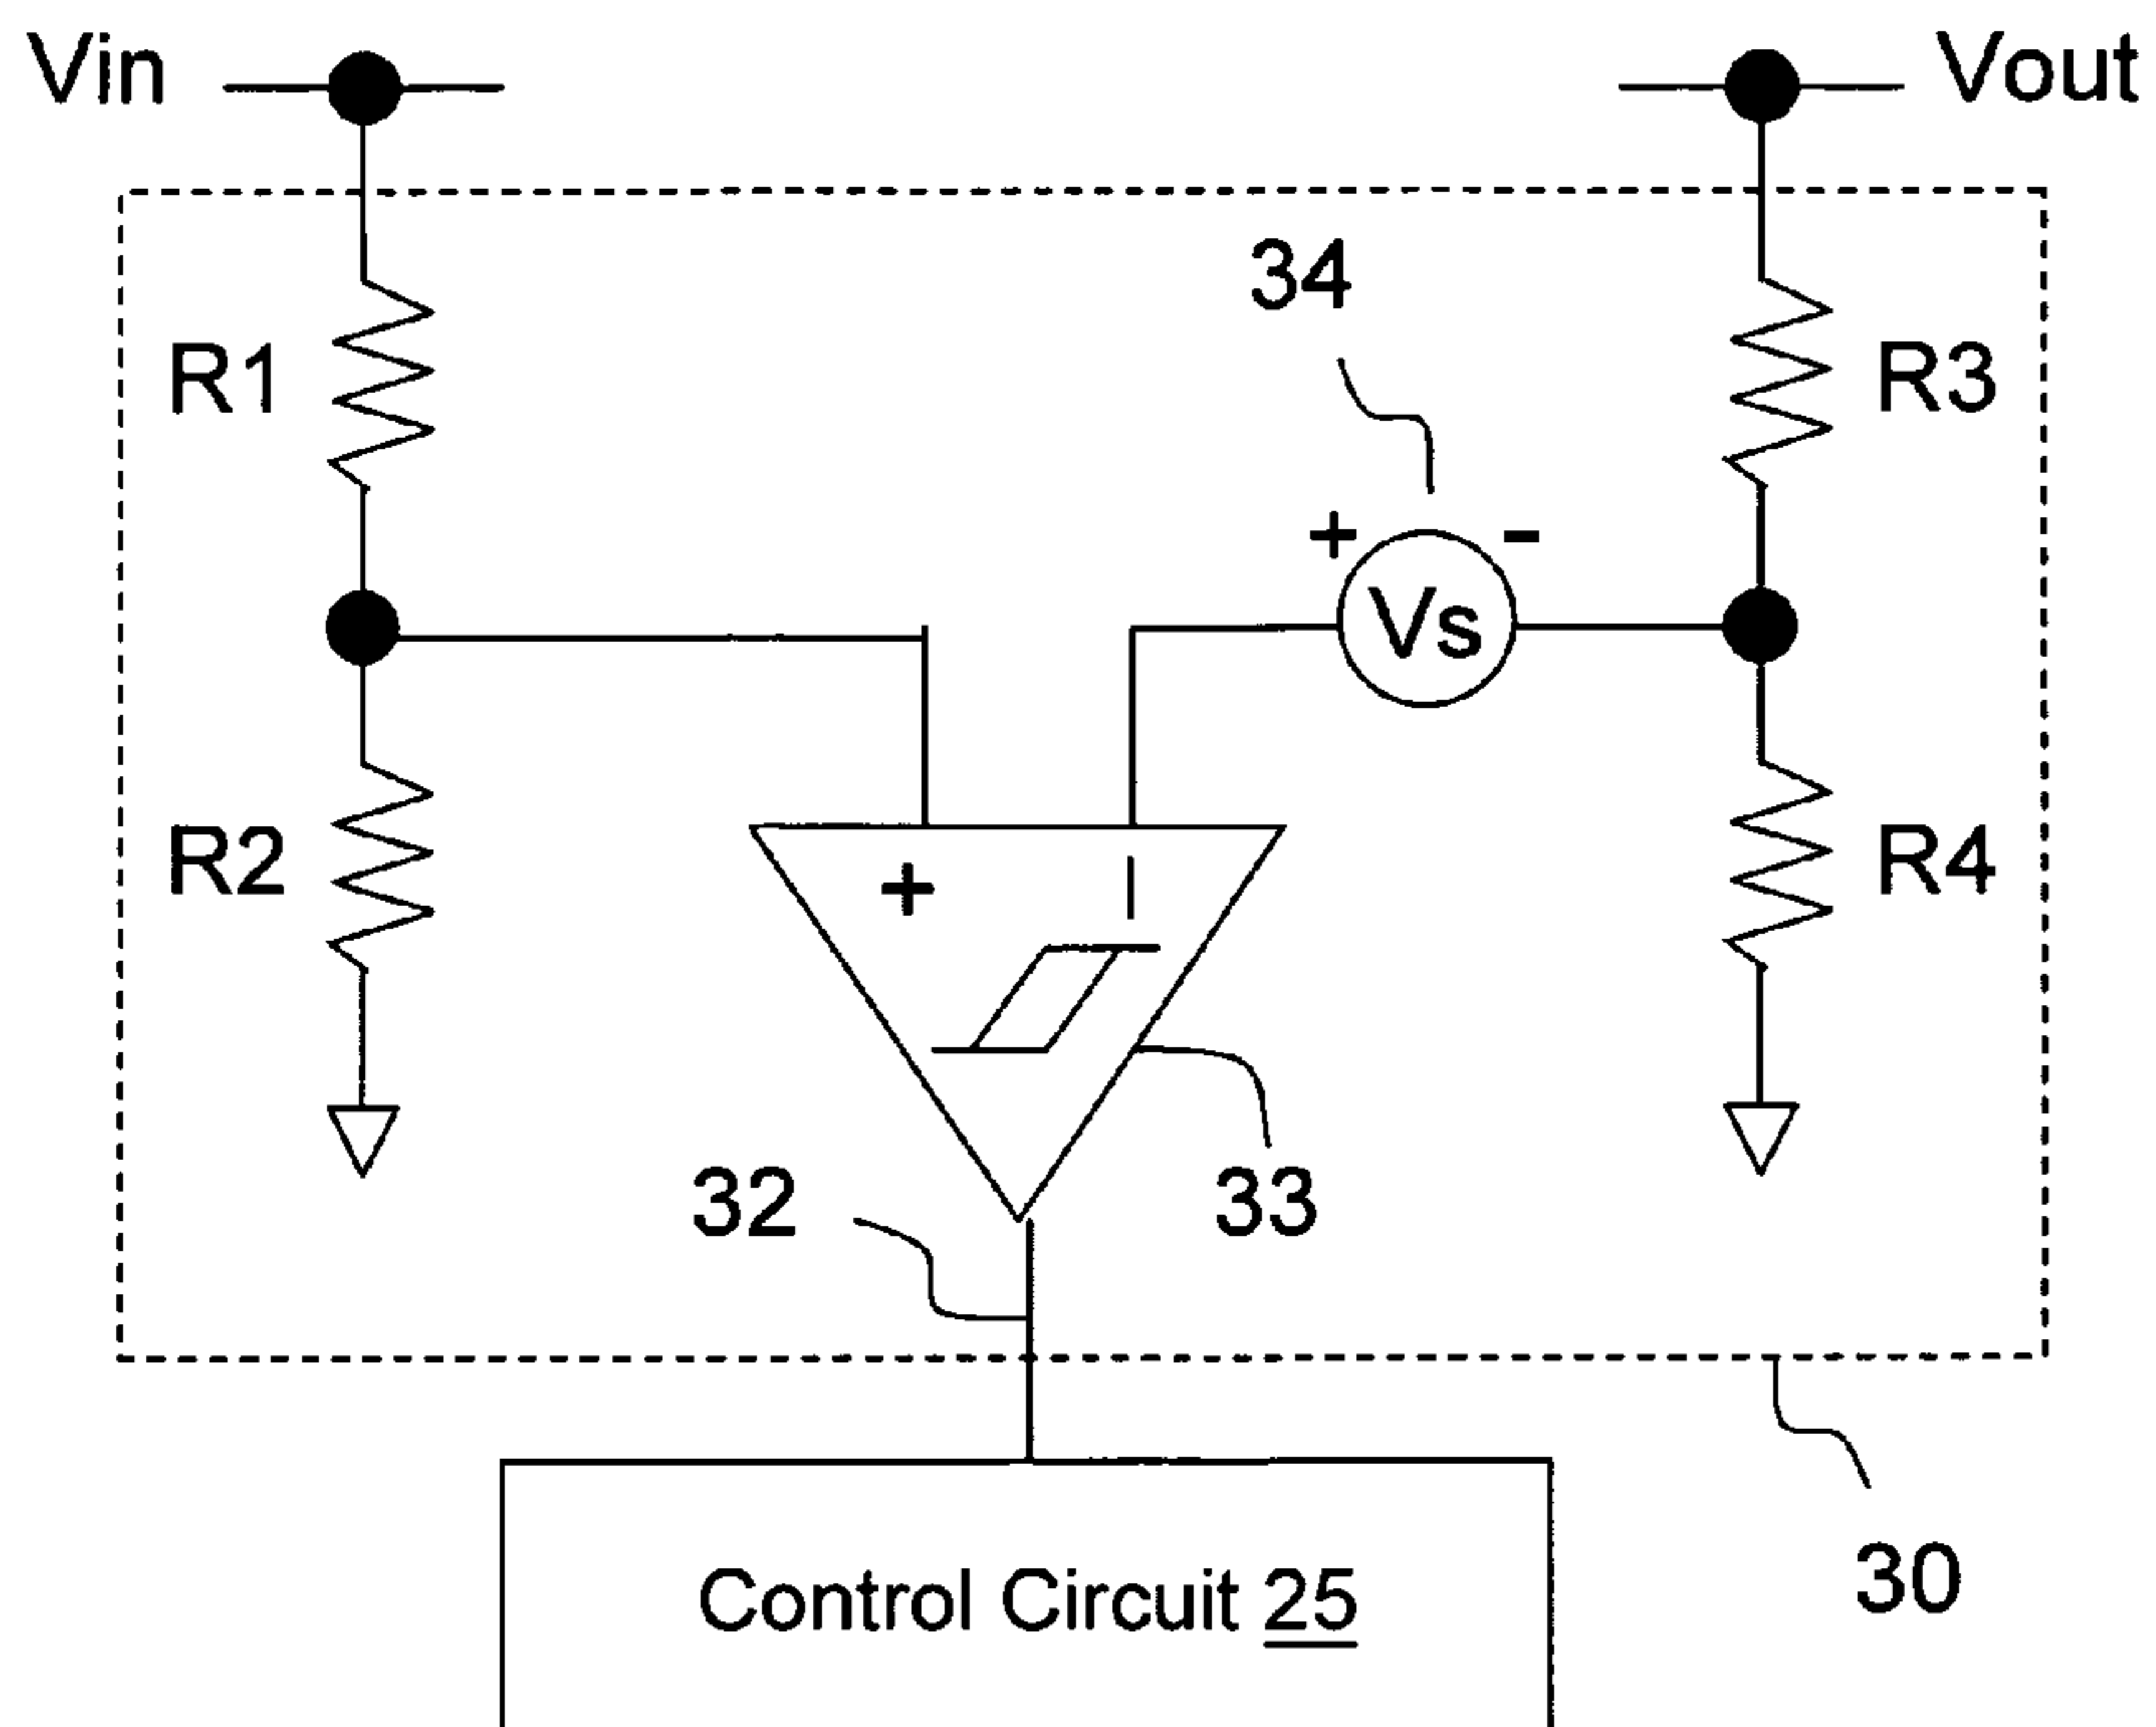 Vin
Vout
34
R1
R3
+ -
Vs
R2
R4
+ –
32
33
30
Control Circuit 25